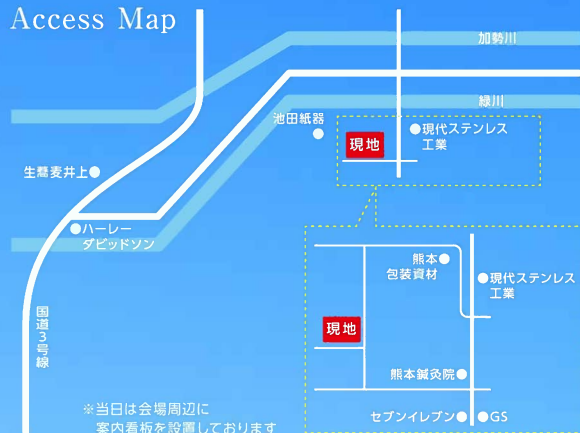 Access Map
加勢川
緑川
池田紙器
現地
現代ステンレス
工業
生蕎麦井上
ハーレー
ダビッドソン
国道3号線
熊本
包装資材
現代ステンレス
工業
現地
熊本鍼灸院
セブンイレブン
GS
※当日は会場周辺に
案内看板を設置しております